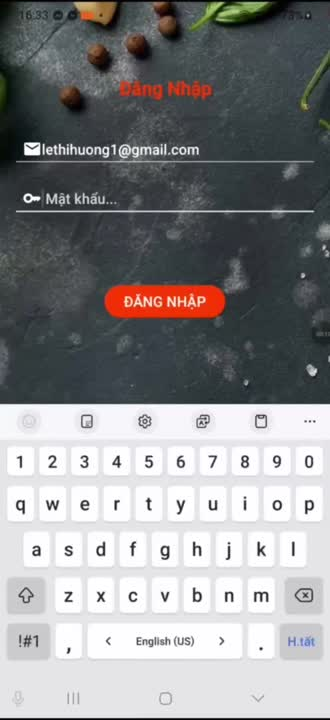 16:33
73%
Đăng Nhập
lethihuong1@gmail.com
Mật khẩu...
ĐĂNG NHẬP
1 2 3 4 5 6 7 8 9 0
q w e r t y u i o p
a s d f g h j k l
z x c v b n m
!#1 , < English (US) > . H.tất